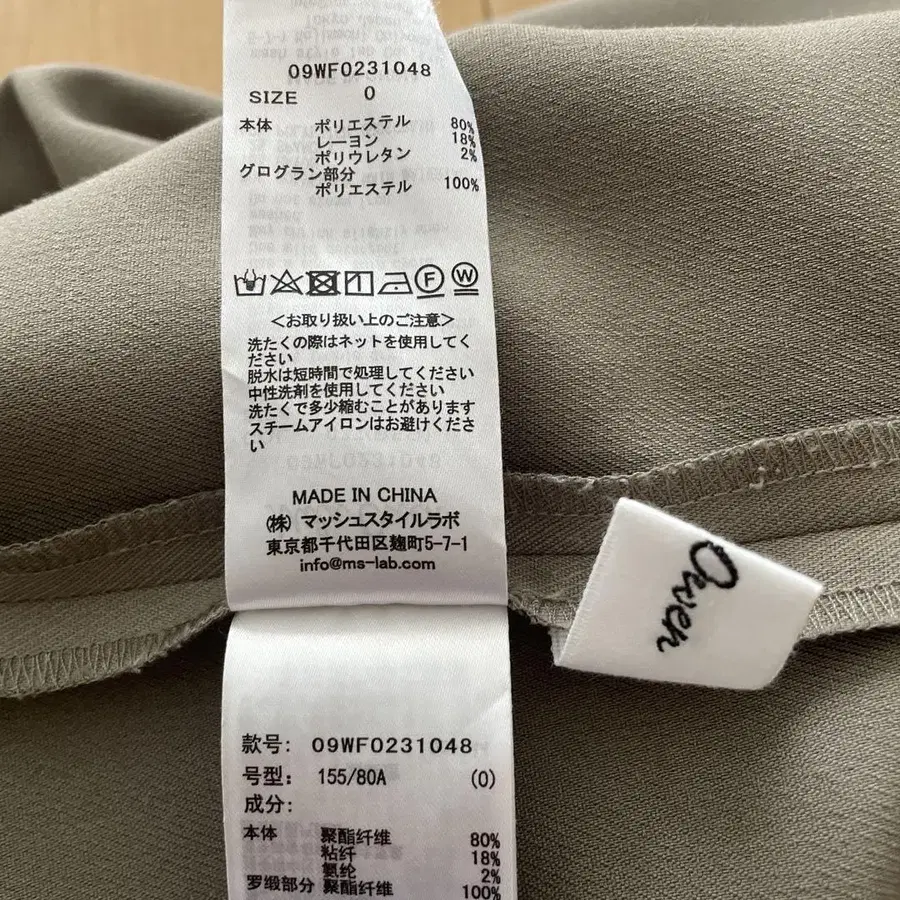 09WF0231048
SIZE 0
本体 ポリエステル 80%
レーヨン 18%
ポリウレタン 2%
グログラン部分
ポリエステル 100%
F W
<お取り扱い上のご注意>
洗たくの際はネットを使用してく
ださい
脱水は短時間で処理してください
中性洗剤を使用してください
洗たくで多少縮むことがあります
スチームアイロンはお避けくださ
い
MADE IN CHINA
(株) マッシュスタイルラボ
東京都千代田区麹町5-7-1
info@ms-lab.com
Owen
款号: 09WF0231048
号型: 155/80A (0)
成分:
本体 聚酯纤维 80%
粘纤 18%
氨纶 2%
罗缎部分 聚酯纤维 100%